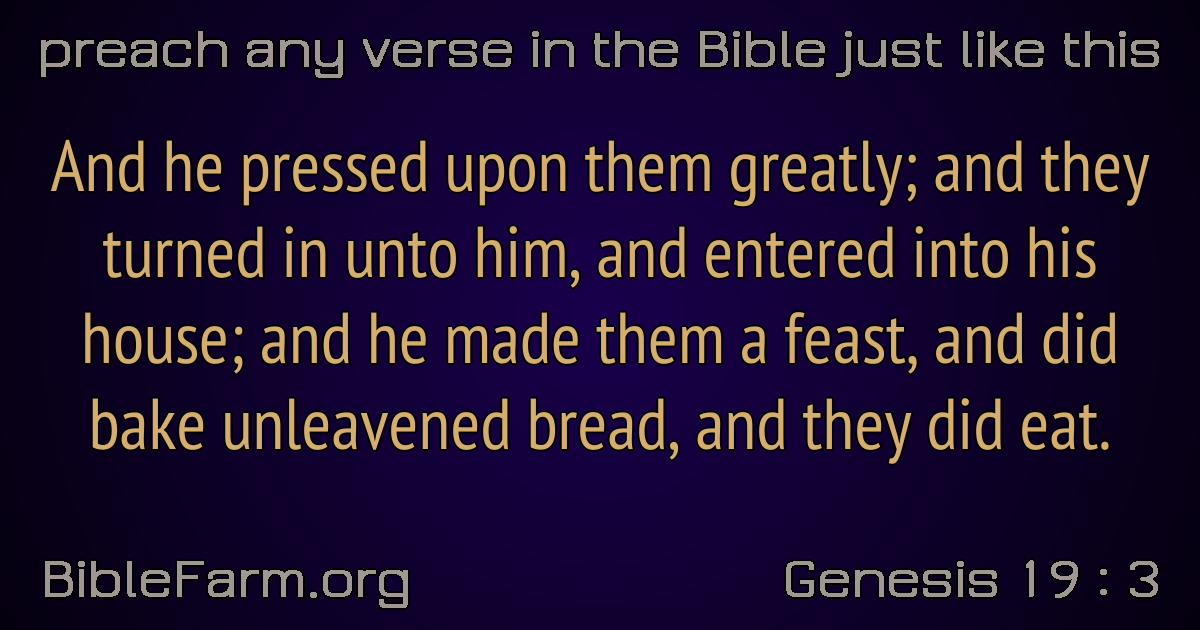 preach any verse in the Bible just like this
And he pressed upon them greatly; and they
turned in unto him, and entered into his
house; and he made them a feast, and did
bake unleavened bread, and they did eat.
BibleFarm.org
Genesis 19 : 3